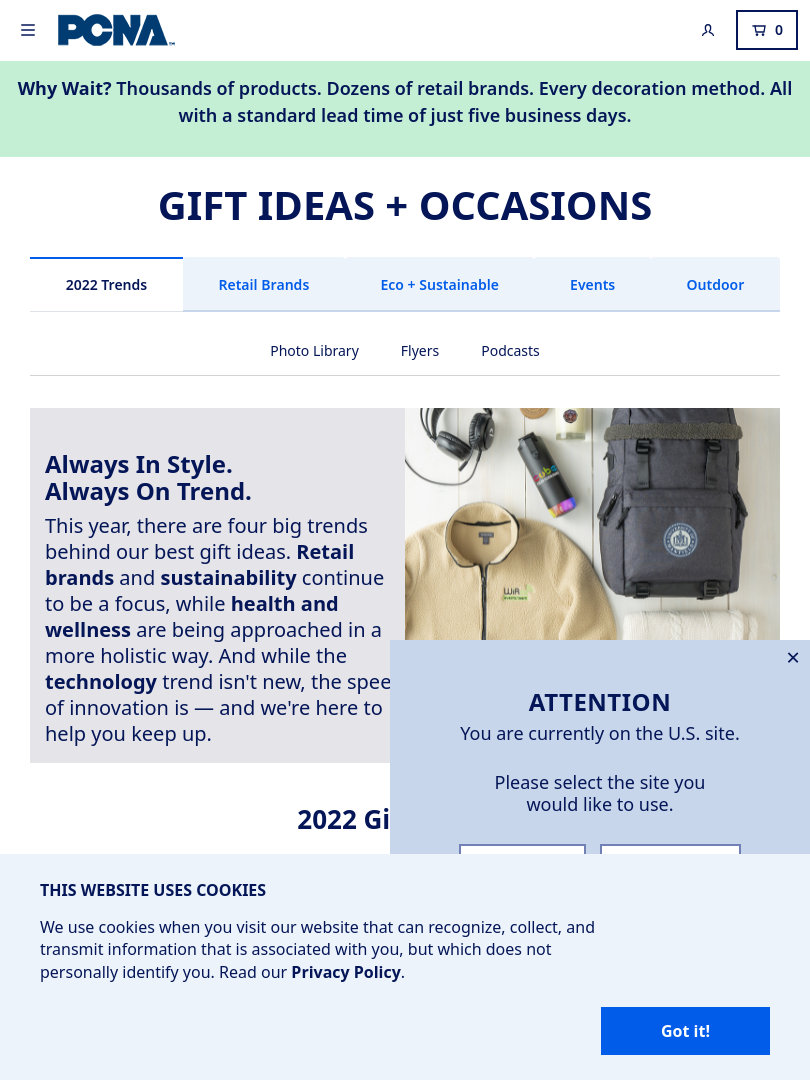 PCNA
0
Why Wait? Thousands of products. Dozens of retail brands. Every decoration method. All
with a standard lead time of just five business days.
GIFT IDEAS + OCCASIONS
2022 Trends
Retail Brands
Eco + Sustainable
Events
Outdoor
Photo Library
Flyers
Podcasts
Always In Style.
Always On Trend.
This year, there are four big trends
behind our best gift ideas. Retail
brands and sustainability continue
to be a focus, while health and
wellness are being approached in a
more holistic way. And while the
technology trend isn't new, the spee
of innovation is — and we're here to
help you keep up.
ATTENTION
You are currently on the U.S. site.
Please select the site you
would like to use.
2022 Gi
THIS WEBSITE USES COOKIES
We use cookies when you visit our website that can recognize, collect, and
transmit information that is associated with you, but which does not
personally identify you. Read our Privacy Policy.
Got it!